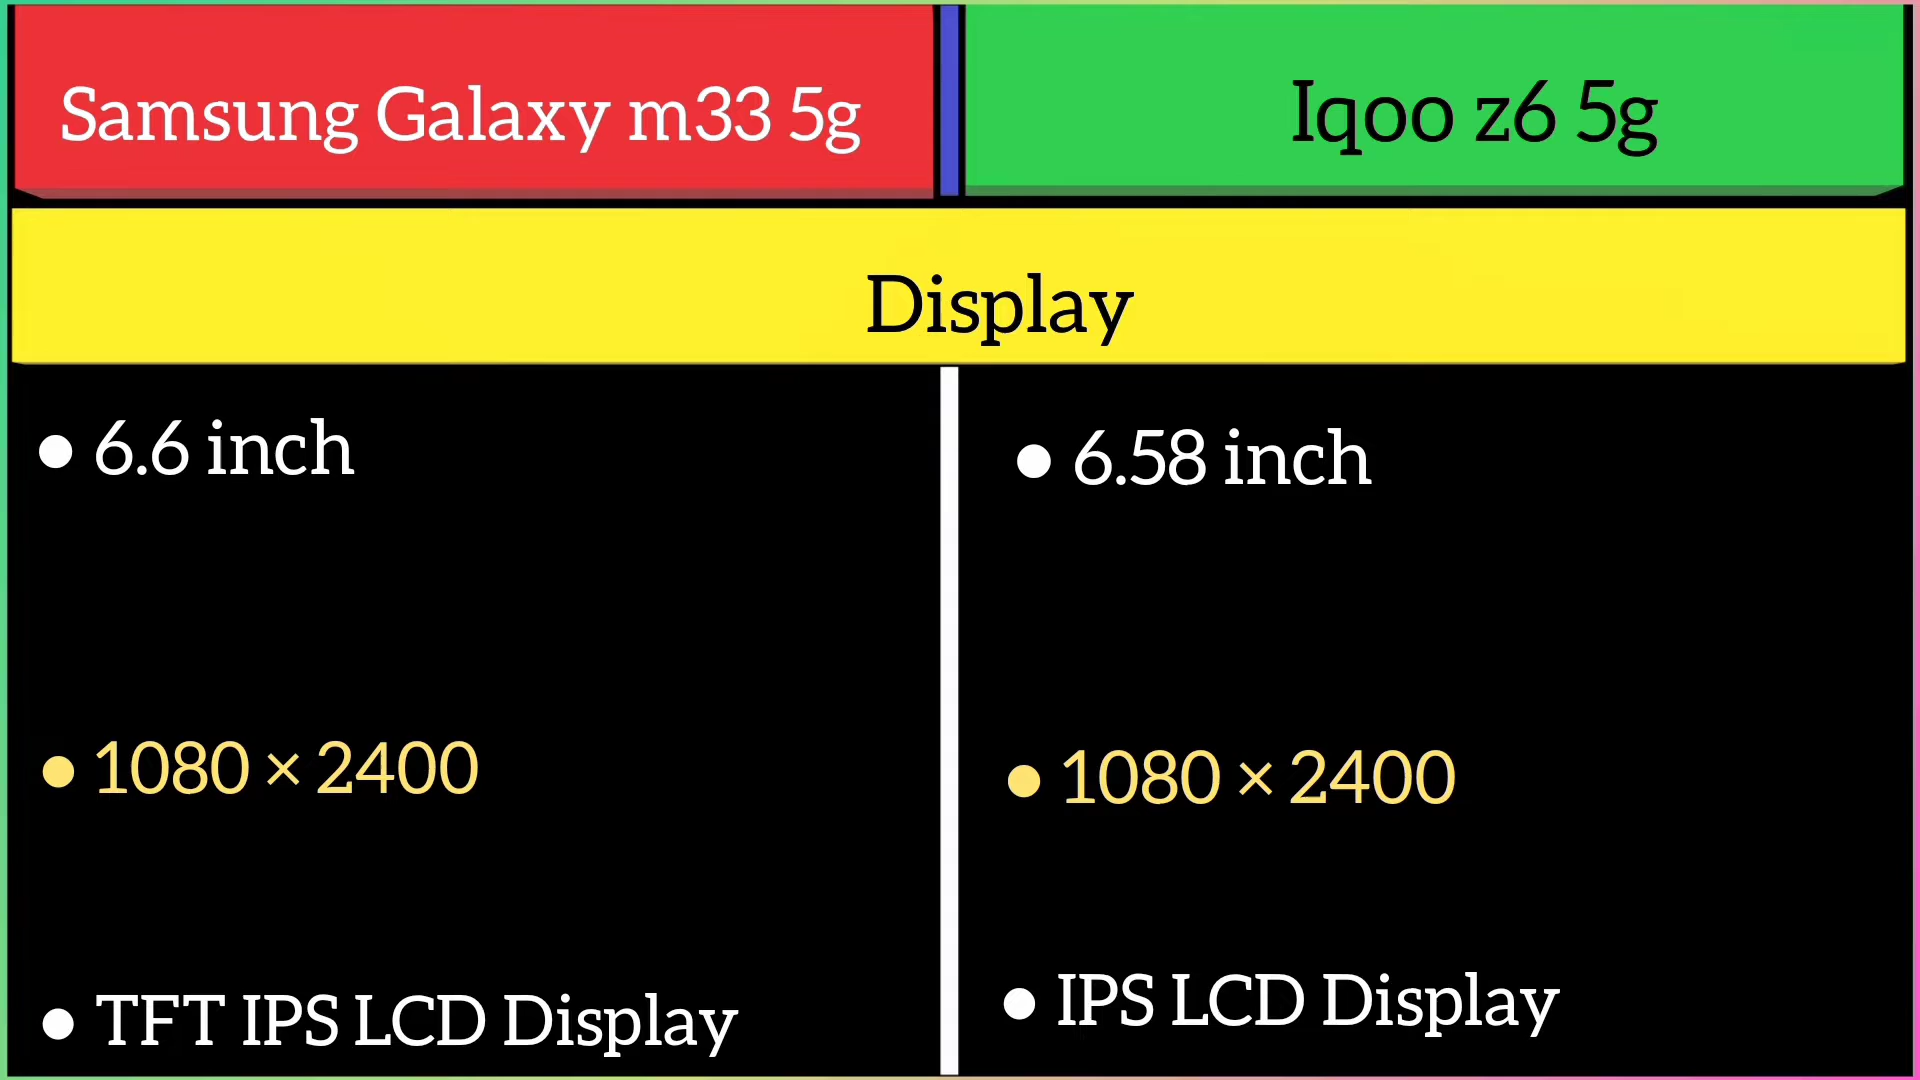 Samsung Galaxy m33 5g
Iqoo z6 5g
Display
● 6.6 inch
● 6.58 inch
● 1080 × 2400
● 1080 × 2400
● TFT IPS LCD Display
● IPS LCD Display